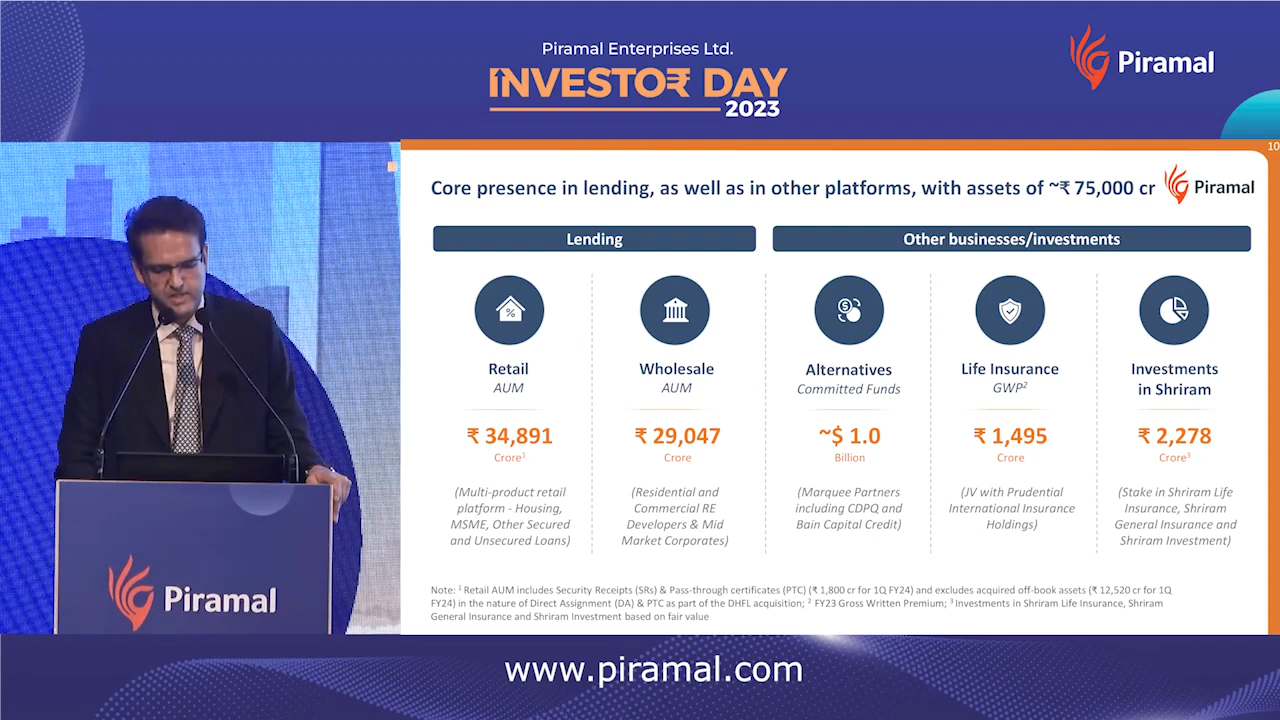 Piramal Enterprises Ltd.
INVESTO₹ DAY
2023
Piramal
10
Core presence in lending, as well as in other platforms, with assets of ~₹ 75,000 cr
Piramal
Lending
Other businesses/investments
%
$
Retail
AUM
₹ 34,891
Crore¹
(Multi-product retail
platform - Housing,
MSME, Other Secured
and Unsecured Loans)
Wholesale
AUM
₹ 29,047
Crore
(Residential and
Commercial RE
Developers & Mid
Market Corporates)
Alternatives
Committed Funds
~$ 1.0
Billion
(Marquee Partners
including CDPQ and
Bain Capital Credit)
Life Insurance
GWP²
₹ 1,495
Crore
(JV with Prudential
International Insurance
Holdings)
Investments
in Shriram
₹ 2,278
Crore³
(Stake in Shriram Life
Insurance, Shriram
General Insurance and
Shriram Investment)
Note: ¹ Retail AUM includes Security Receipts (SRs) & Pass-through certificates (PTC) (₹ 1,800 cr for 1Q FY24) and excludes acquired off-book assets (₹ 12,520 cr for 1Q
FY24) in the nature of Direct Assignment (DA) & PTC as part of the DHFL acquisition; ² FY23 Gross Written Premium; ³ Investments in Shriram Life Insurance, Shriram
General Insurance and Shriram Investment based on fair value
Piramal
www.piramal.com